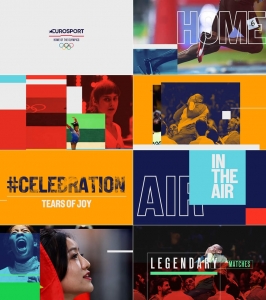 EUROSPORT
HOME OF THE OLYMPICS
HOME
#CELEBRATION
TEARS OF JOY
AIR
IN
THE
AIR
LEGENDARY MATCHES